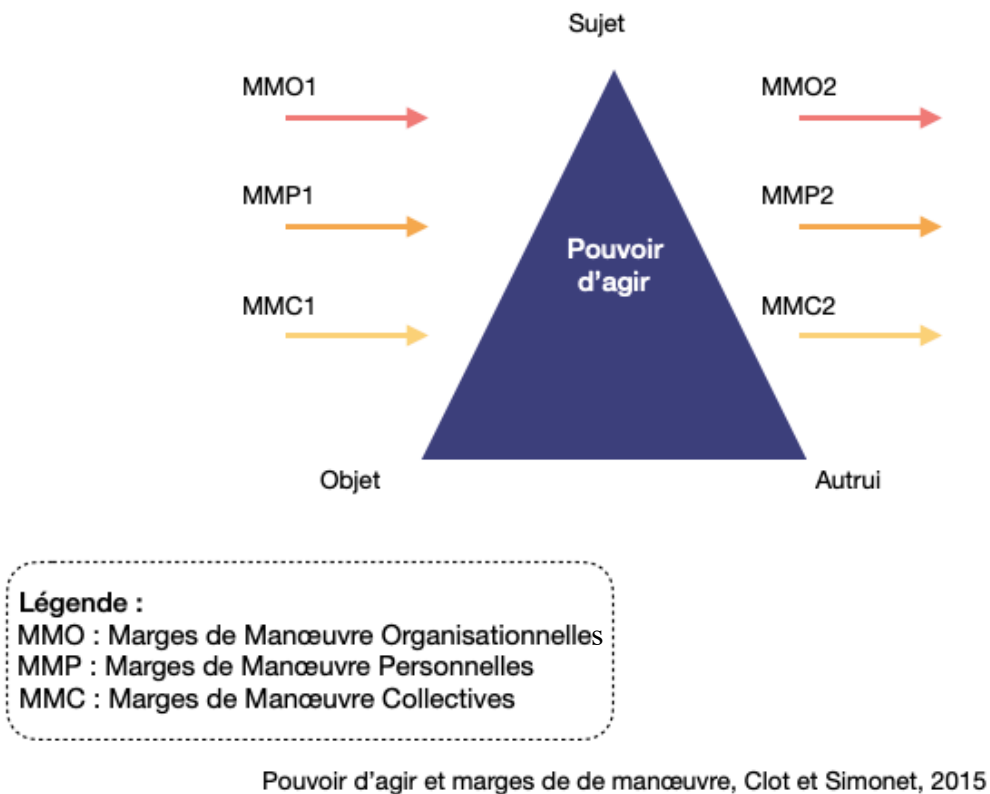 Sujet
MMO1
MMO2
MMP1
MMP2
Pouvoir
d'agir
MMC1
MMC2
Objet
Autrui
Légende :
MMO : Marges de Manœuvre Organisationnelles
MMP : Marges de Manœuvre Personnelles
MMC : Marges de Manœuvre Collectives
Pouvoir d'agir et marges de de manœuvre, Clot et Simonet, 2015